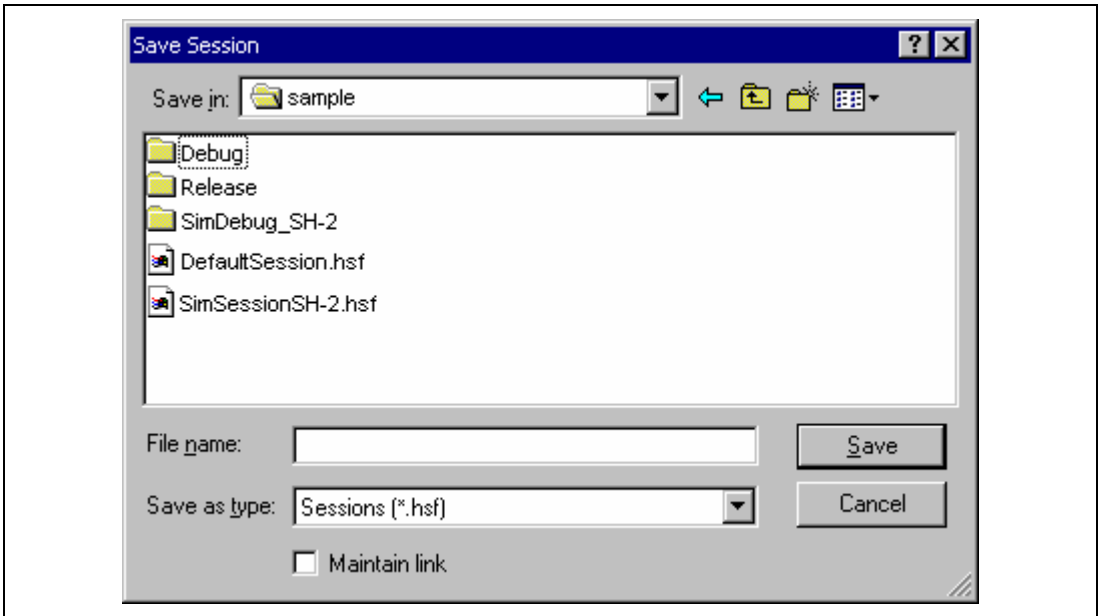 Save Session
Save in: sample
Debug
Release
SimDebug_SH-2
DefaultSession.hsf
SimSessionSH-2.hsf
File name:
Save
Save as type: Sessions (*.hsf)
Cancel
Maintain link